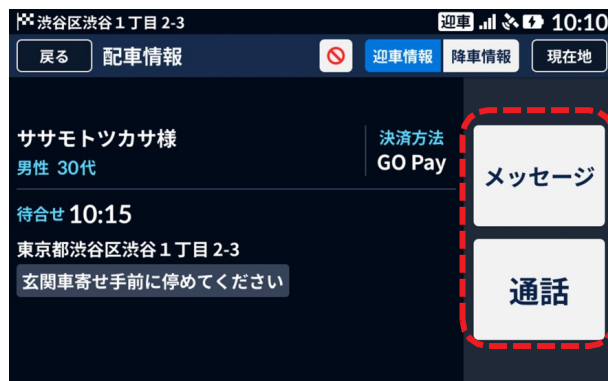 渋谷区渋谷1丁目 2-3
迎車 10:10
戻る 配車情報 迎車情報 降車情報 現在地
ササモトツカサ様
男性 30代
決済方法
GO Pay
メッセージ
待合せ 10:15
東京都渋谷区渋谷1丁目 2-3
玄関車寄せ手前に停めてください
通話